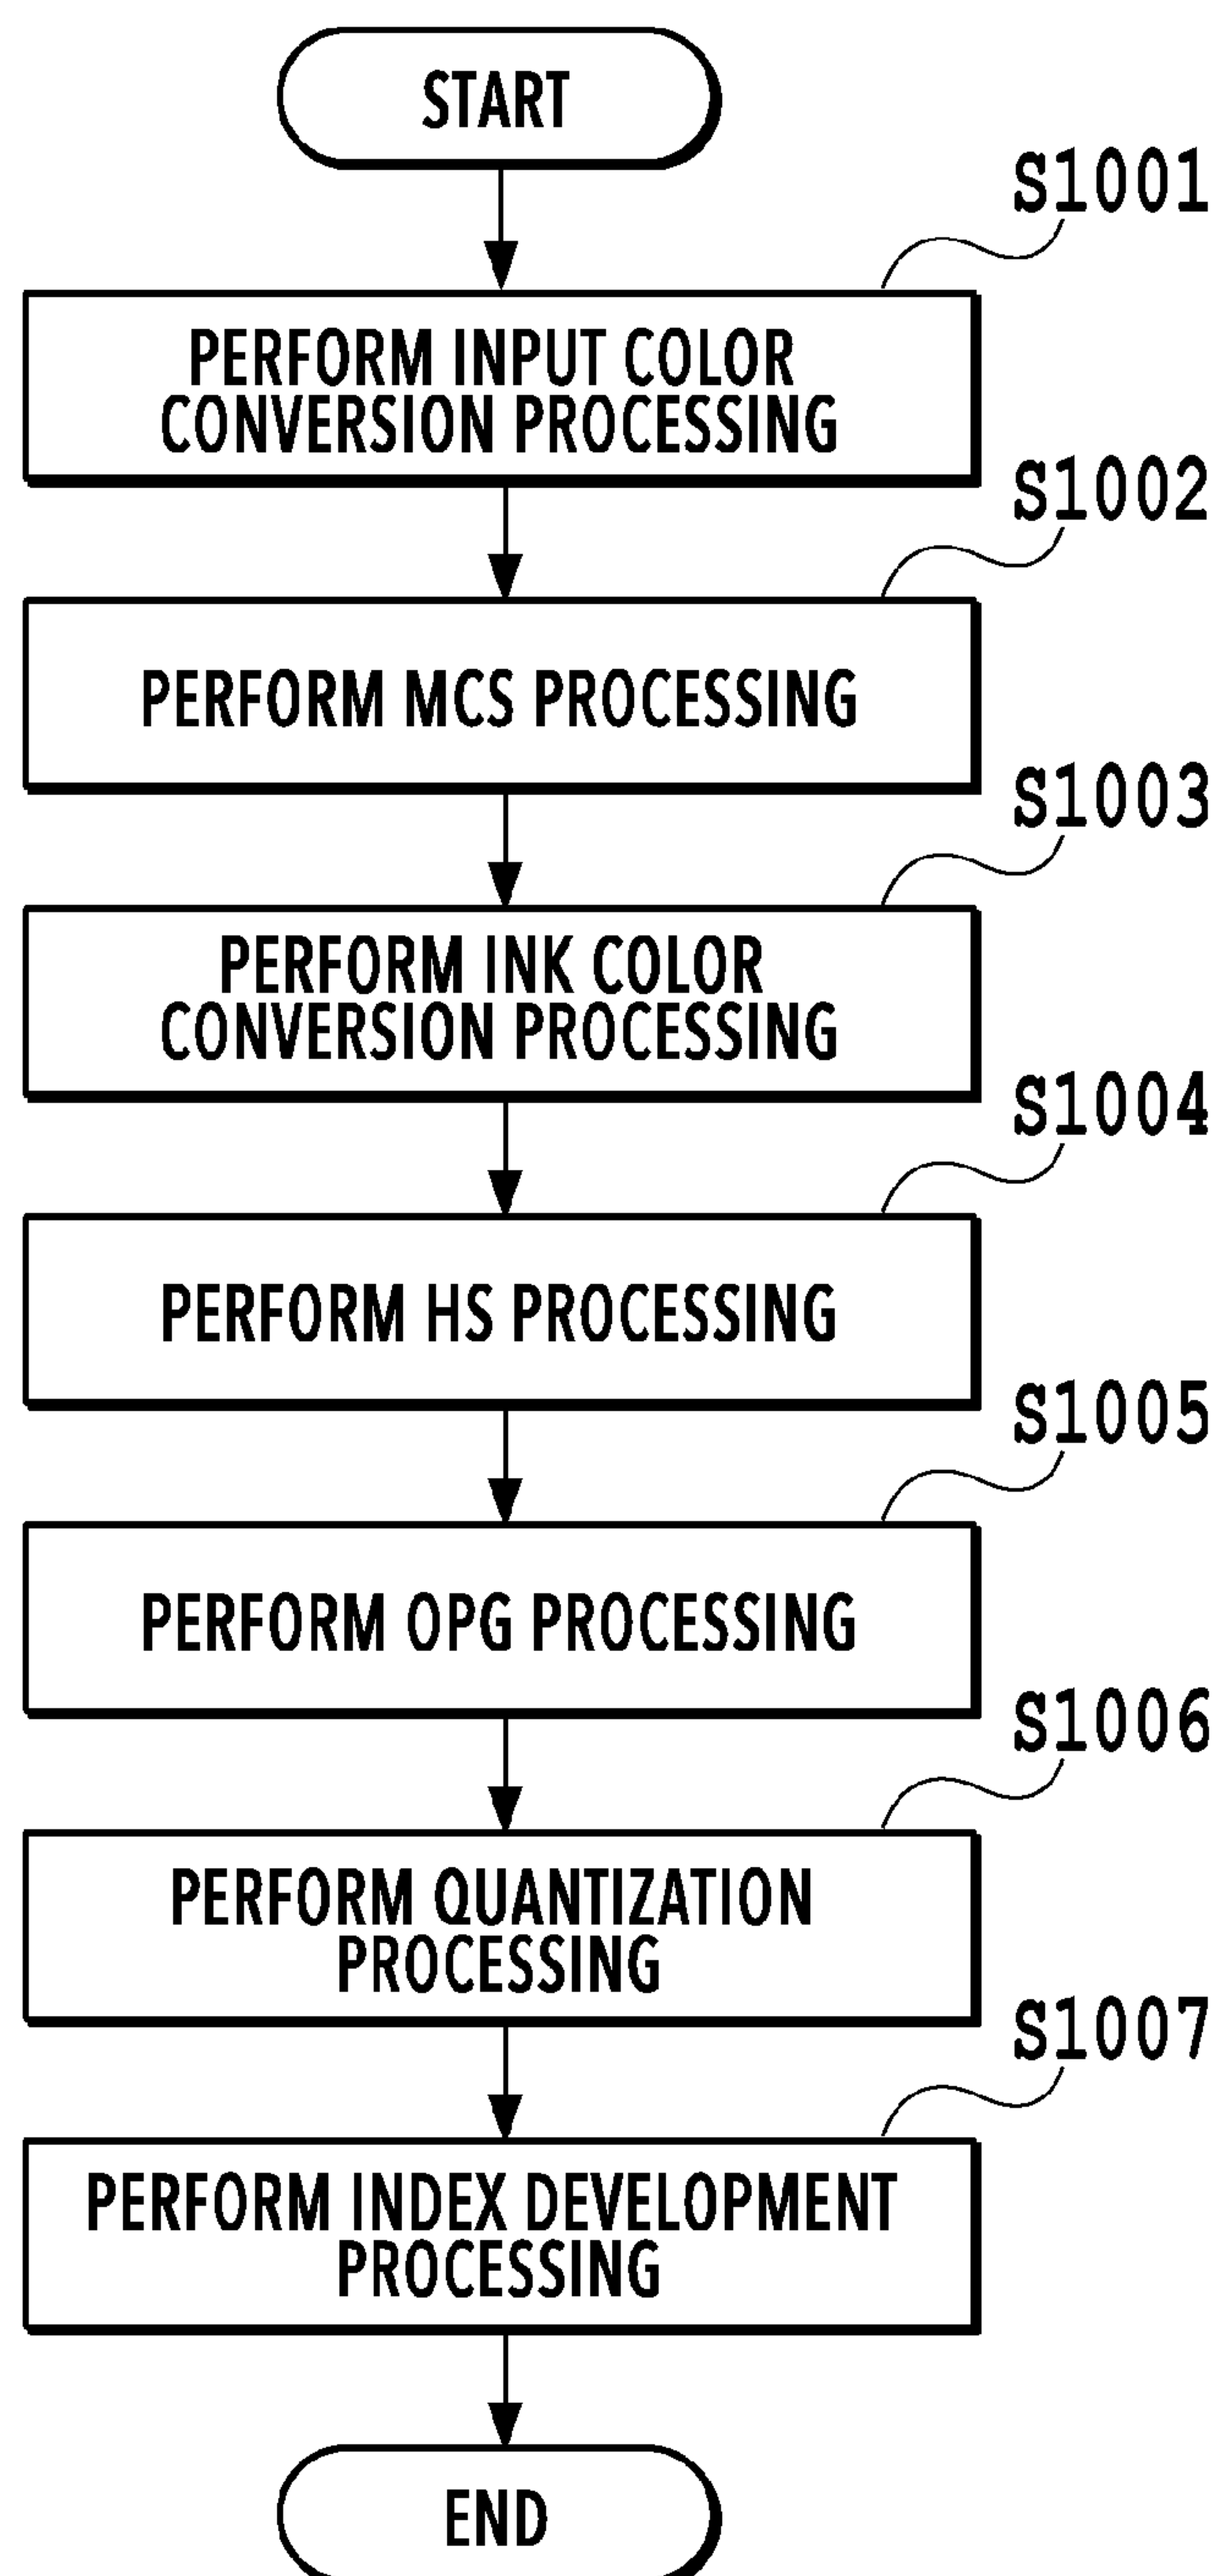 START
S1001
PERFORM INPUT COLOR
CONVERSION PROCESSING
S1002
PERFORM MCS PROCESSING
S1003
PERFORM INK COLOR
CONVERSION PROCESSING
S1004
PERFORM HS PROCESSING
S1005
PERFORM OPG PROCESSING
S1006
PERFORM QUANTIZATION
PROCESSING
S1007
PERFORM INDEX DEVELOPMENT
PROCESSING
END